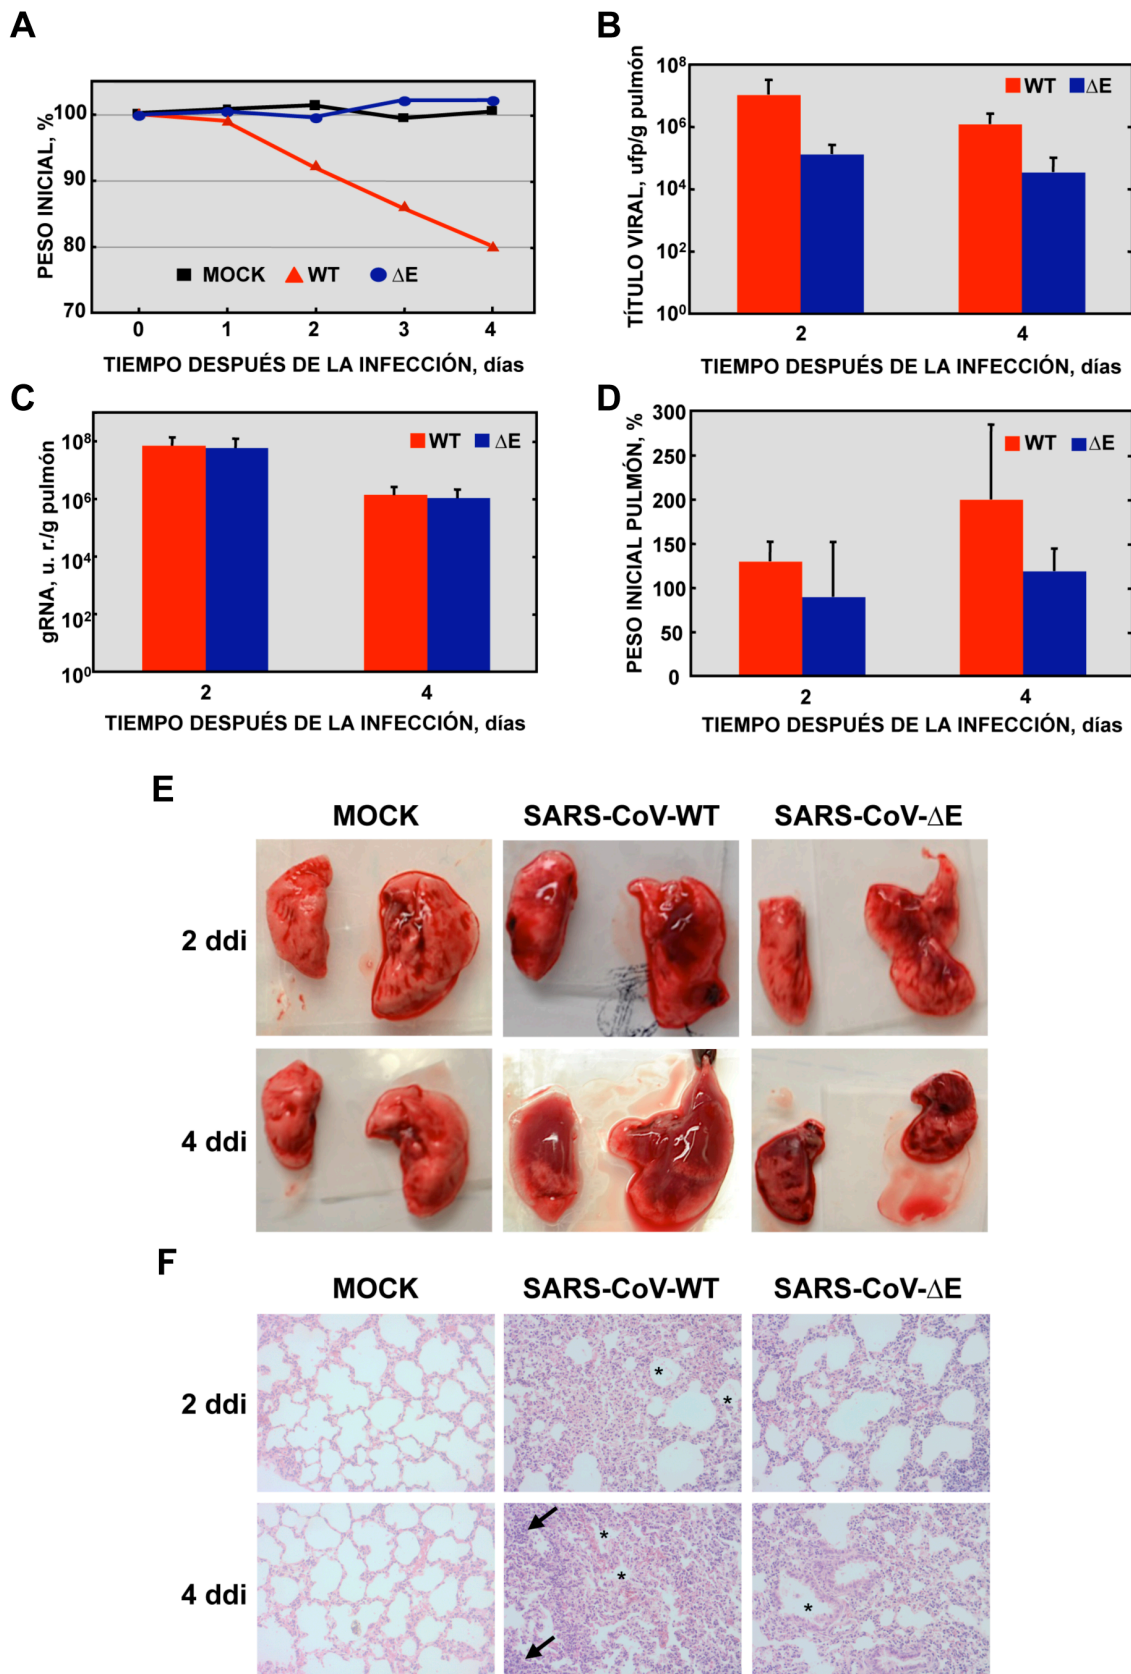 A
PESO INICIAL, %
100
90
80
70
MOCK WT ΔE
0 1 2 3 4
TIEMPO DESPUÉS DE LA INFECCIÓN, días
B
TÍTULO VIRAL, ufp/g pulmón
10⁸
10⁶
10⁴
10²
10⁰
WT ΔE
2 4
TIEMPO DESPUÉS DE LA INFECCIÓN, días
C
gRNA, u. r./g pulmón
10⁸
10⁶
10⁴
10²
10⁰
WT ΔE
2 4
TIEMPO DESPUÉS DE LA INFECCIÓN, días
D
PESO INICIAL PULMÓN, %
300
250
200
150
100
50
0
WT ΔE
2 4
TIEMPO DESPUÉS DE LA INFECCIÓN, días
E
MOCK SARS-CoV-WT SARS-CoV-ΔE
2 ddi
4 ddi
F
MOCK SARS-CoV-WT SARS-CoV-ΔE
2 ddi
* *
4 ddi
* * *